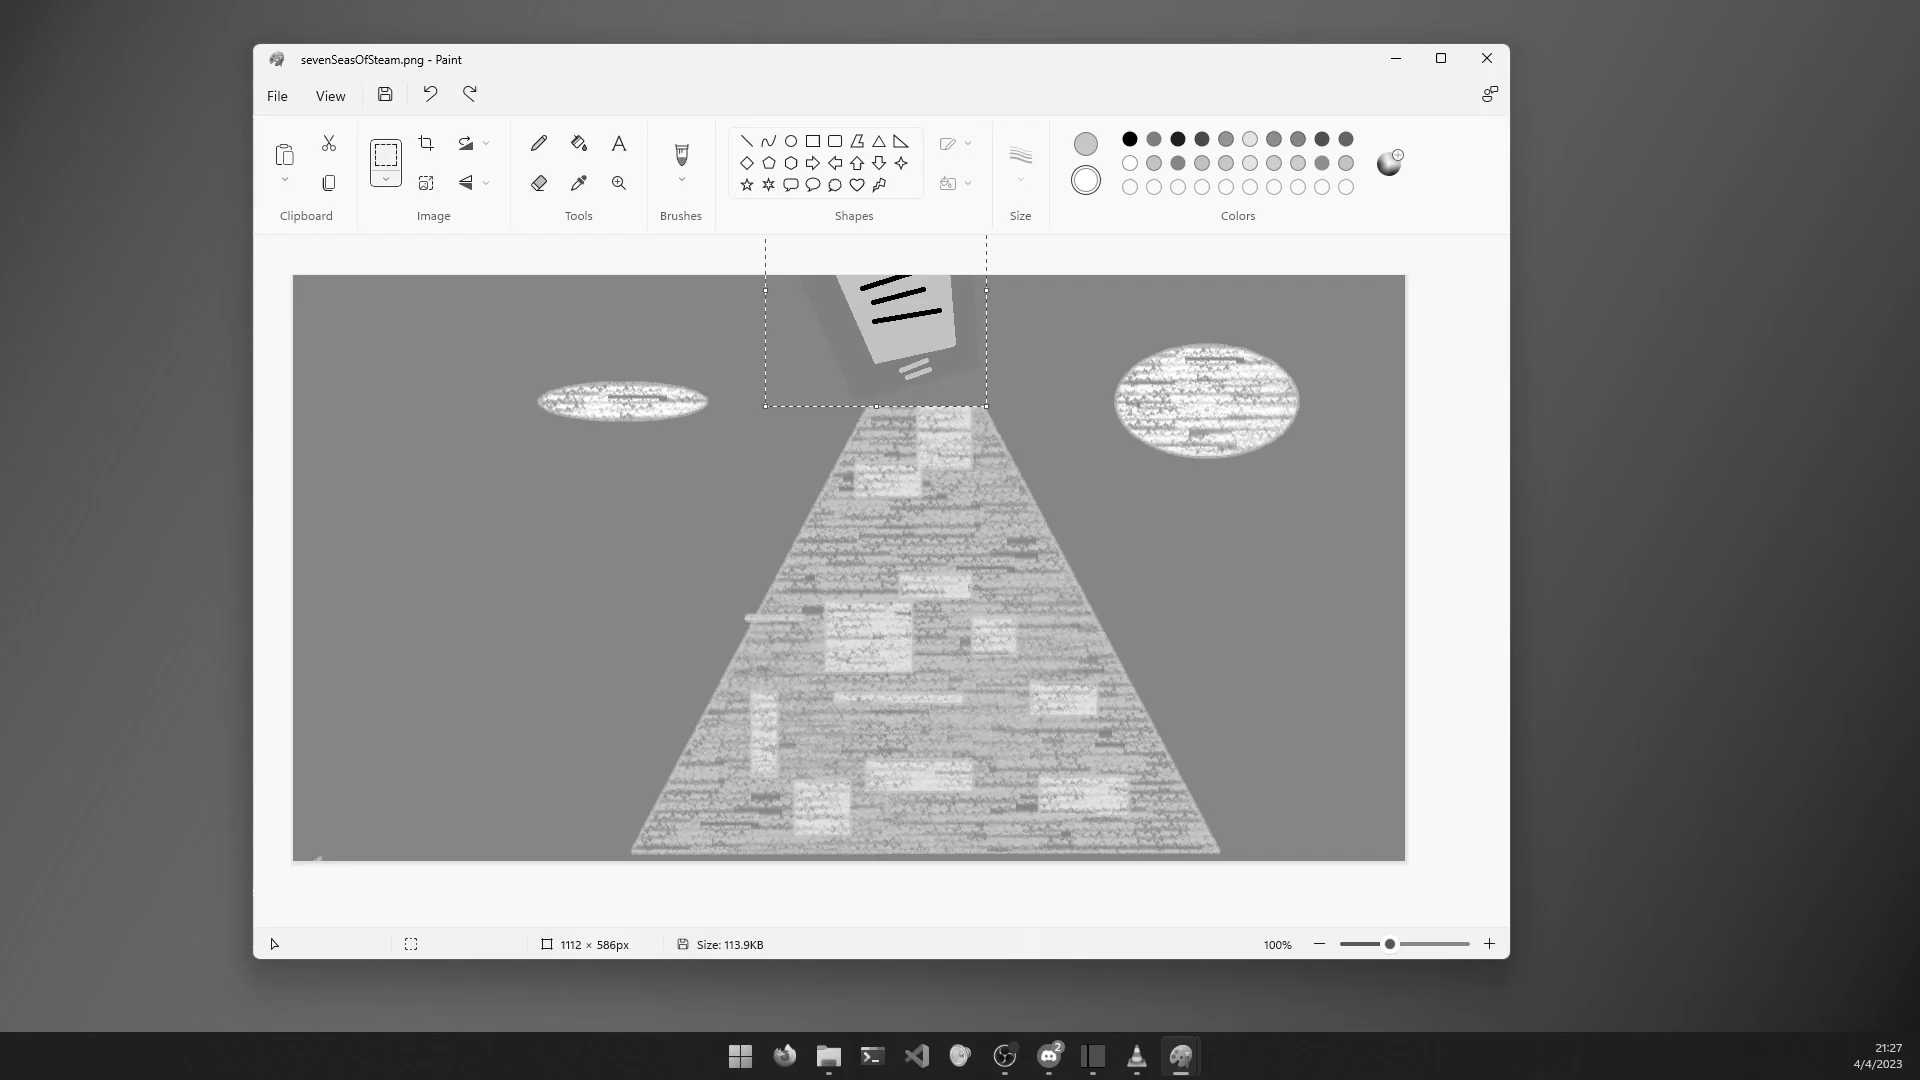 sevenSeasOfSteam.png - Paint
File View
Clipboard Image Tools Brushes Shapes Size Colors
1112 × 586px Size: 113.9KB 100%
2
21:27
4/4/2023